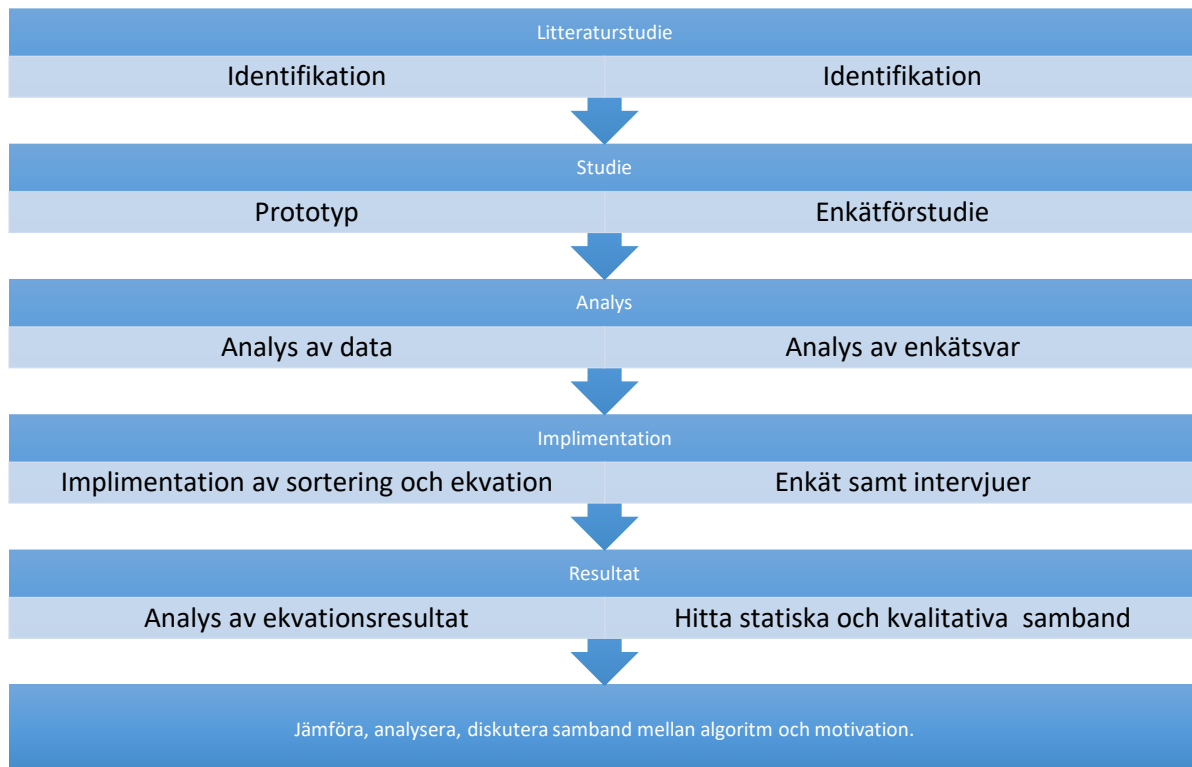 Litteraturstudie
Identifikation Identifikation
Studie
Prototyp Enkätförstudie
Analys
Analys av data Analys av enkätsvar
Implimentation
Implimentation av sortering och ekvation Enkät samt intervjuer
Resultat
Analys av ekvationsresultat Hitta statiska och kvalitativa samband
Jämföra, analysera, diskutera samband mellan algoritm och motivation.